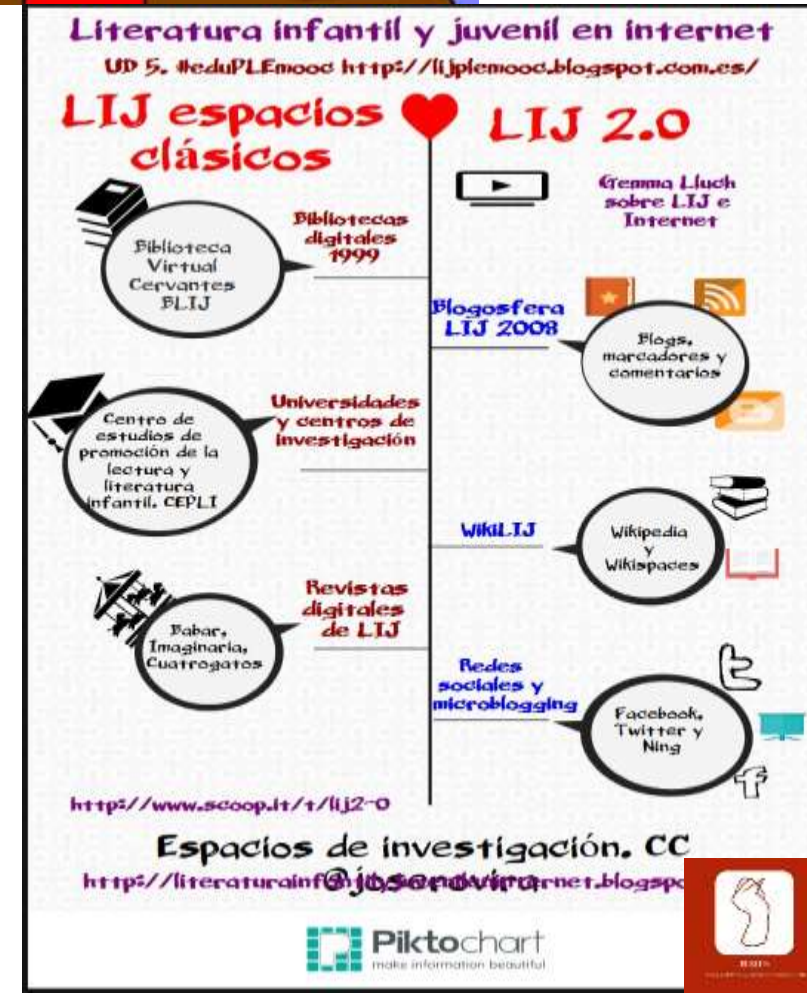 Literatura infantil y juvenil en internet
UD 5. #eduPLEmooc http://lijplemooc.blogspot.com.es/
LIJ espacios
clásicos
LIJ 2.0
Gemma Lluch
sobre LIJ e
Internet
Bibliotecas
digitales
1999
Biblioteca
Virtual
Cervantes
BLIJ
Blogosfera
LIJ 2008
Blogs,
marcadores y
comentarios
Universidades
y centros de
investigación
Centro de
estudios de
promoción de la
lectura y
literatura
infantil. CEPLI
WikiLIJ
Wikipedia
y
Wikispaces
Revistas
digitales
de LIJ
Babar,
Imaginaria,
Cuatrogatos
Redes
sociales y
microblogging
Facebook,
Twitter y
Ning
http://www.scoop.it/t/lij2-0
Espacios de investigación. CC
@joserovira
Piktochart
make information beautiful